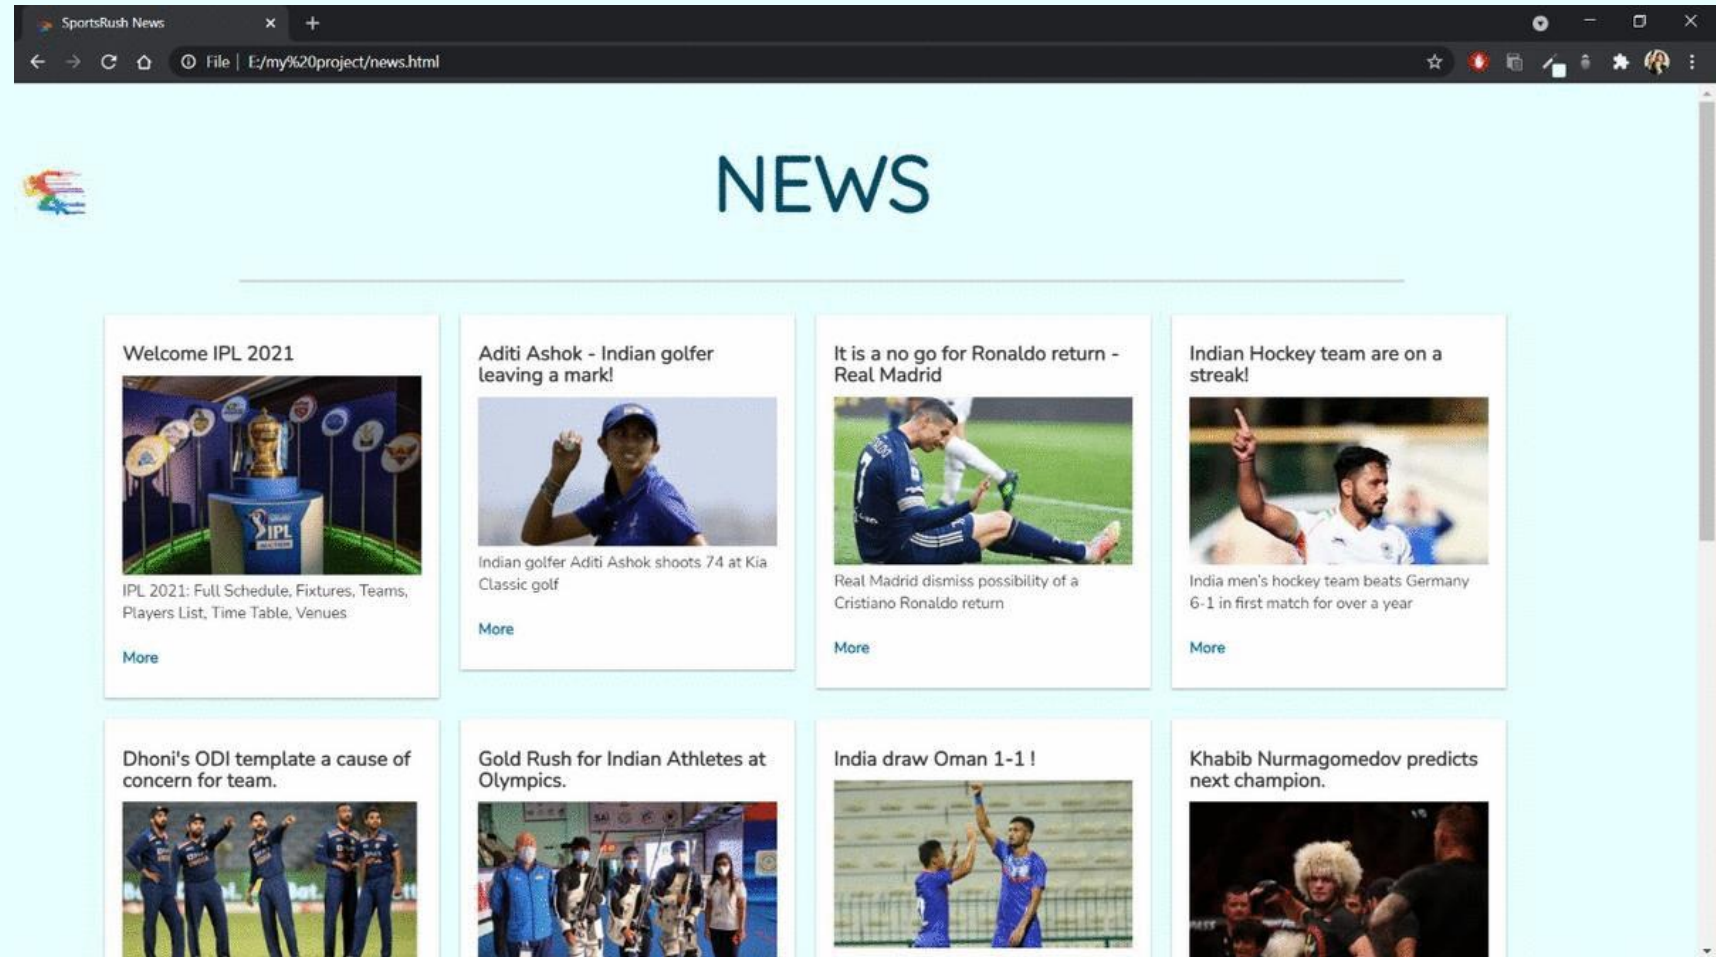 SportsRush News
File | E:/my%20project/news.html
NEWS
Welcome IPL 2021
IPL
AUCTION
IPL 2021: Full Schedule, Fixtures, Teams,
Players List, Time Table, Venues
More
Aditi Ashok - Indian golfer
leaving a mark!
Indian golfer Aditi Ashok shoots 74 at Kia
Classic golf
More
It is a no go for Ronaldo return -
Real Madrid
7
Real Madrid dismiss possibility of a
Cristiano Ronaldo return
More
Indian Hockey team are on a
streak!
India men's hockey team beats Germany
6-1 in first match for over a year
More
Dhoni's ODI template a cause of
concern for team.
Gold Rush for Indian Athletes at
Olympics.
SAI
India draw Oman 1-1 !
Khabib Nurmagomedov predicts
next champion.